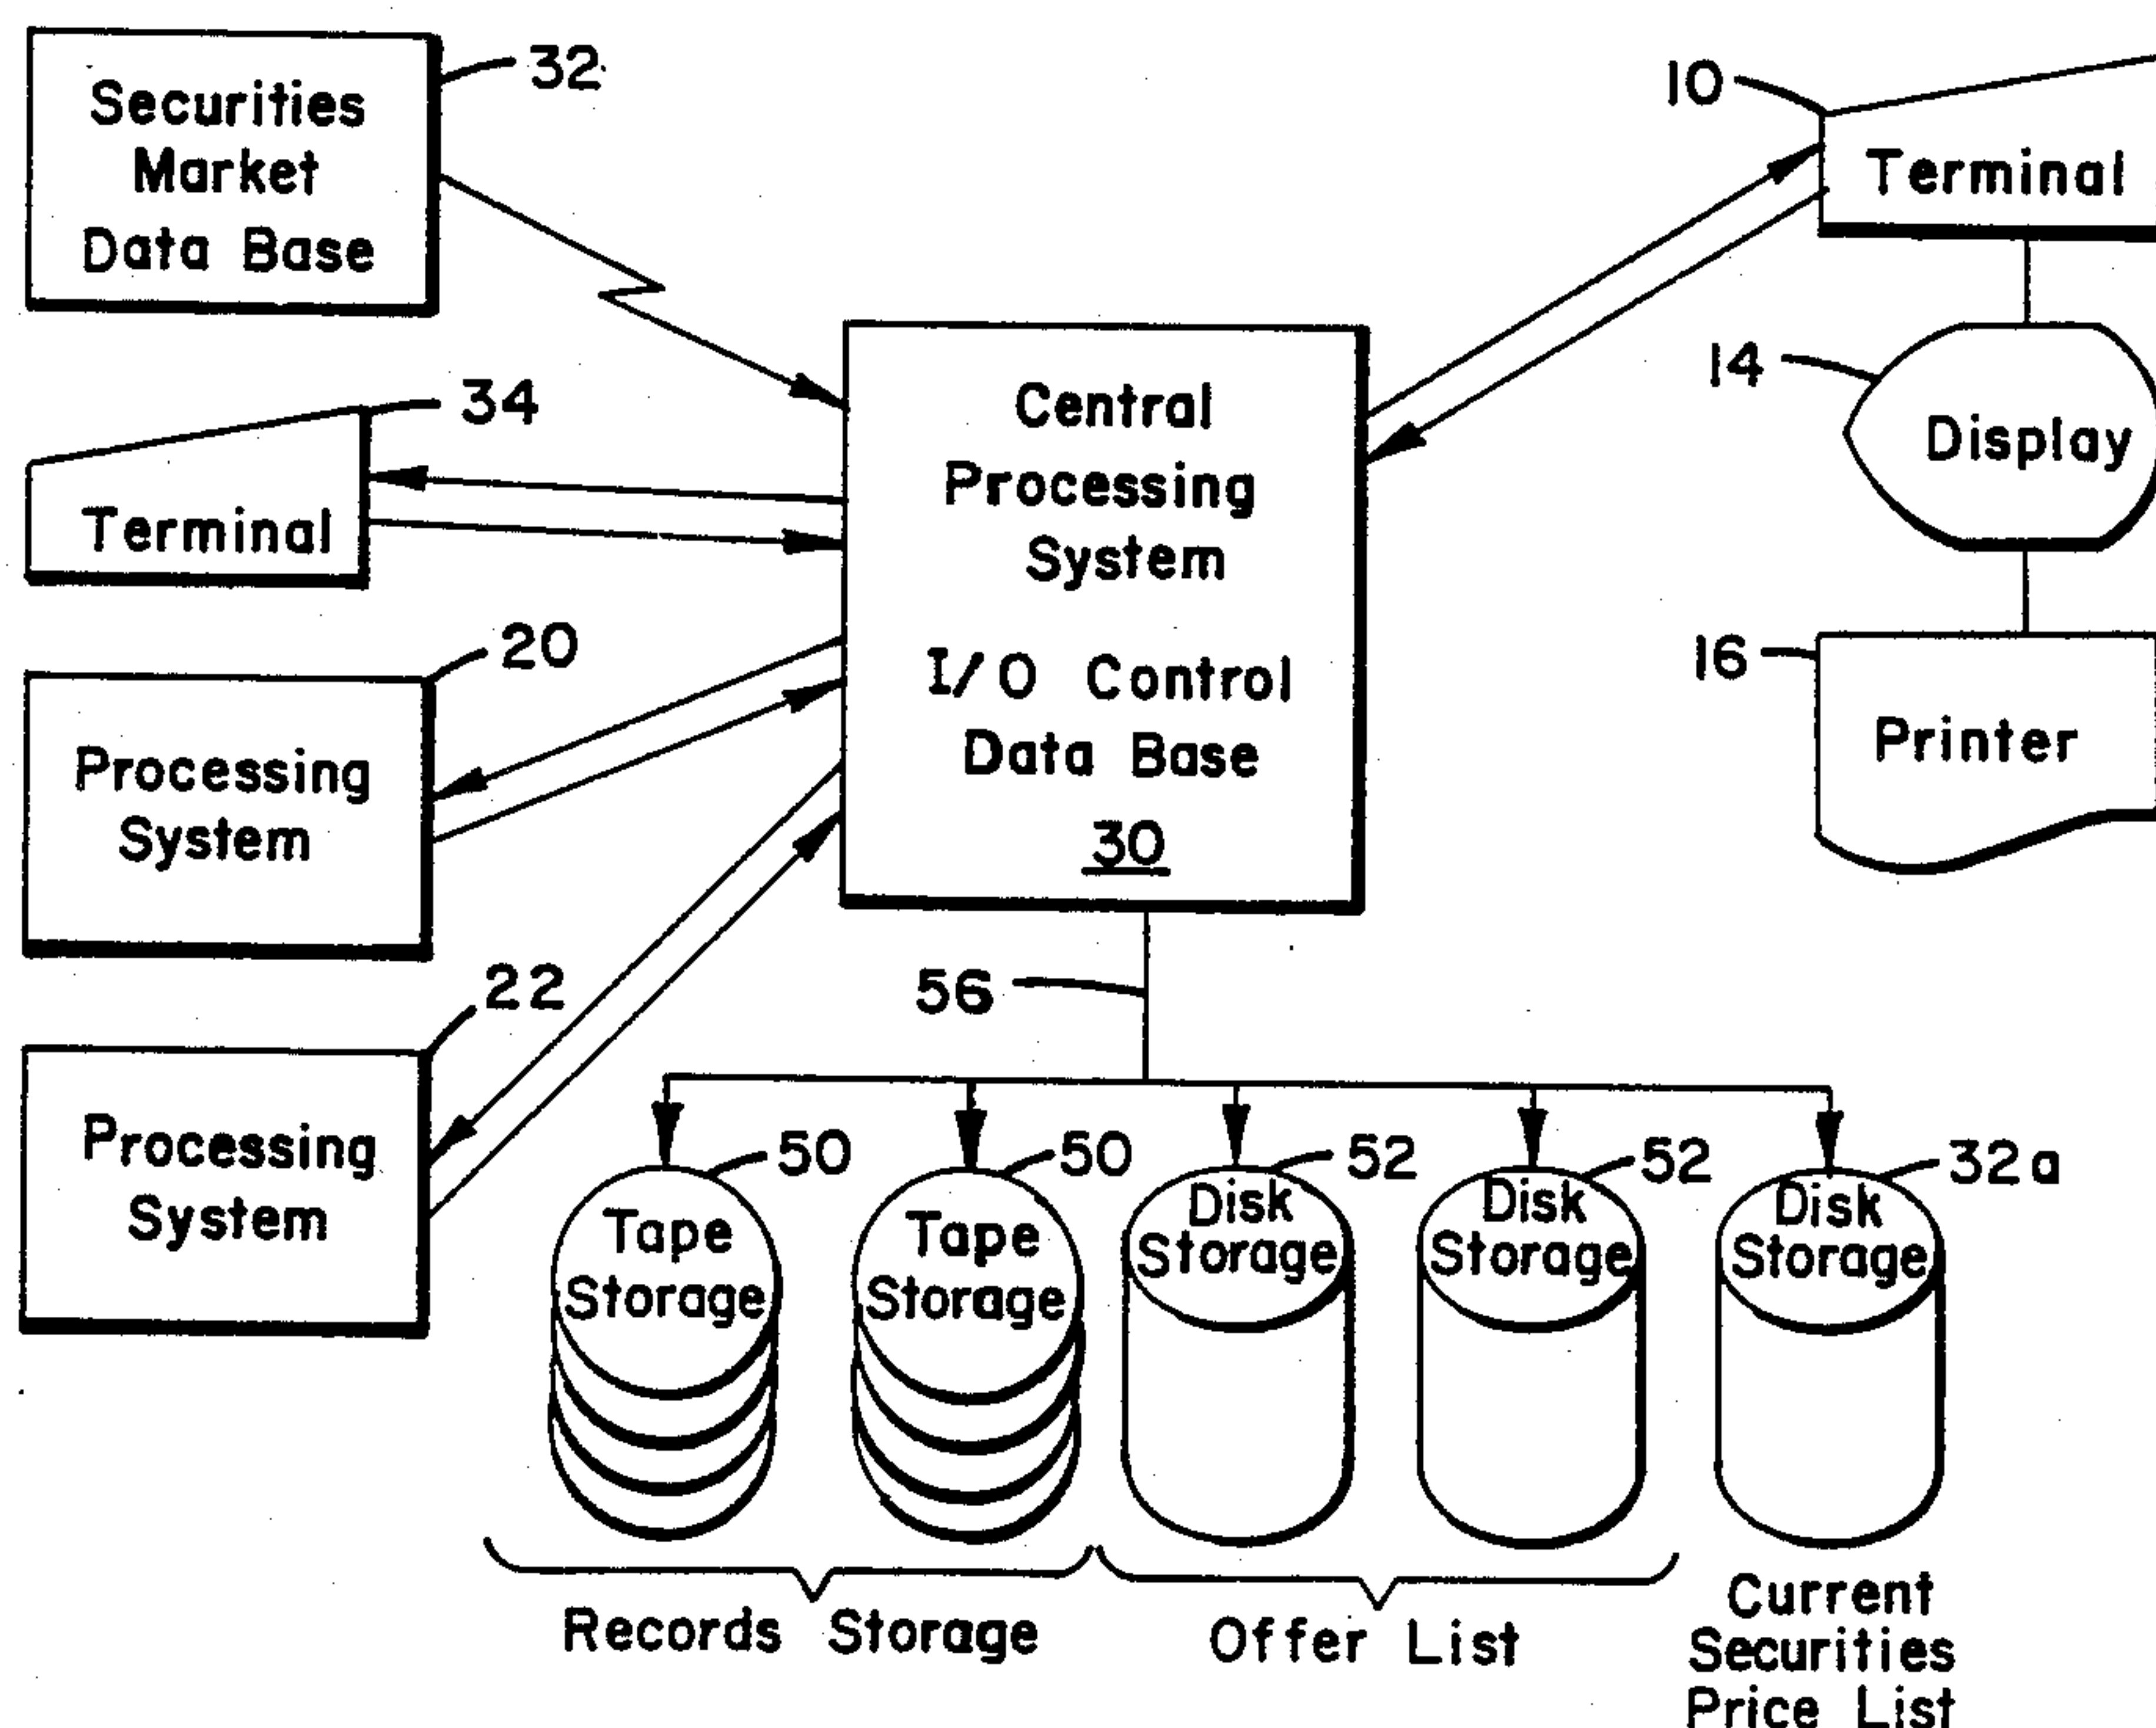 Securities
Market
Data Base
32
34
Terminal
20
Processing
System
22
Processing
System
Central
Processing
System
I/O Control
Data Base
30
10
Terminal
14
Display
16
Printer
56
50
Tape
Storage
50
Tape
Storage
52
Disk
Storage
52
Disk
Storage
32a
Disk
Storage
Records Storage
Offer List
Current
Securities
Price List